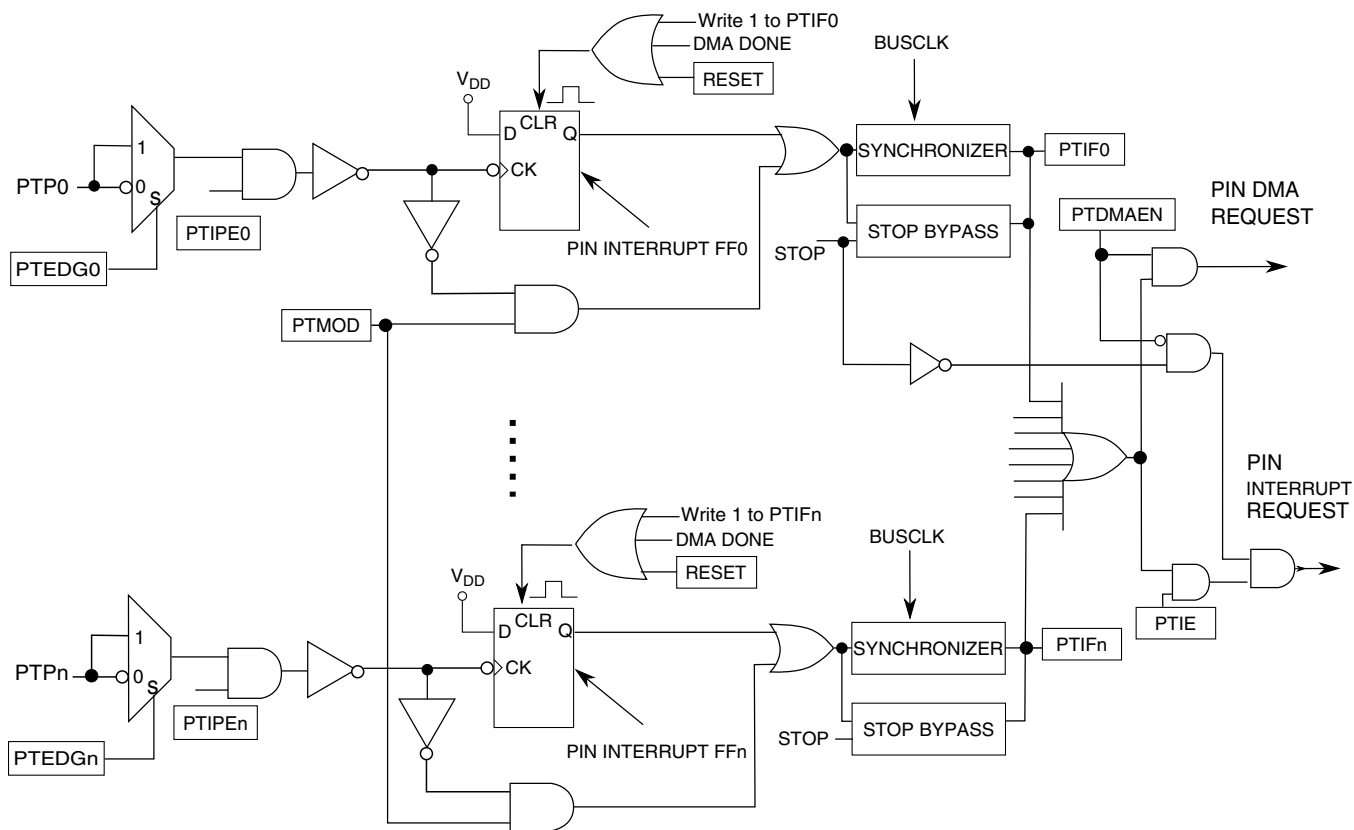 Write 1 to PTIF0
DMA DONE
RESET
BUSCLK
VDD
CLR
D
Q
CK
1
0
S
PTP0
SYNCHRONIZER
PTIF0
PIN DMA
REQUEST
PTDMAEN
PTIPE0
PIN INTERRUPT FF0
STOP
STOP BYPASS
PTEDG0
PTMOD
PIN
INTERRUPT
REQUEST
Write 1 to PTIFn
DMA DONE
RESET
BUSCLK
VDD
CLR
D
Q
CK
1
0
S
PTPn
SYNCHRONIZER
PTIFn
PTIE
PTIPEn
PIN INTERRUPT FFn
STOP
STOP BYPASS
PTEDGn